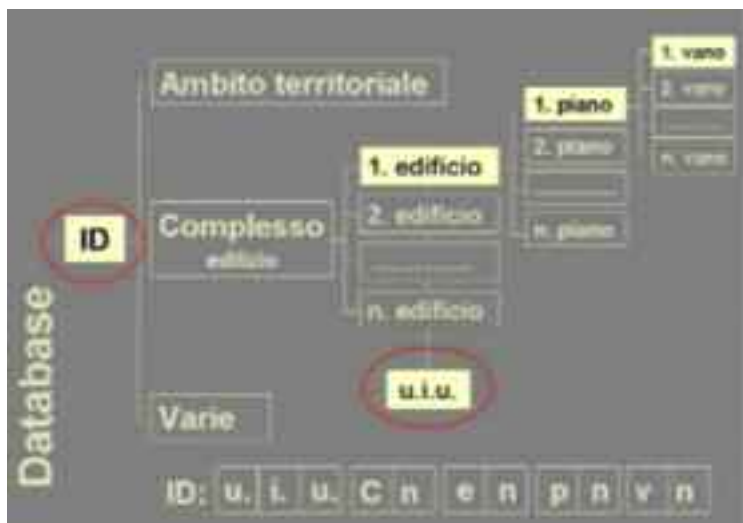 Database
ID
Ambito territoriale
Complesso
edilizio
Varie
1. edificio
2. edificio
............
n. edificio
u.i.u.
1. piano
2. piano
............
n. piano
1. vano
2. vano
............
n. vano
ID: u. i. u. C n e n p n v n